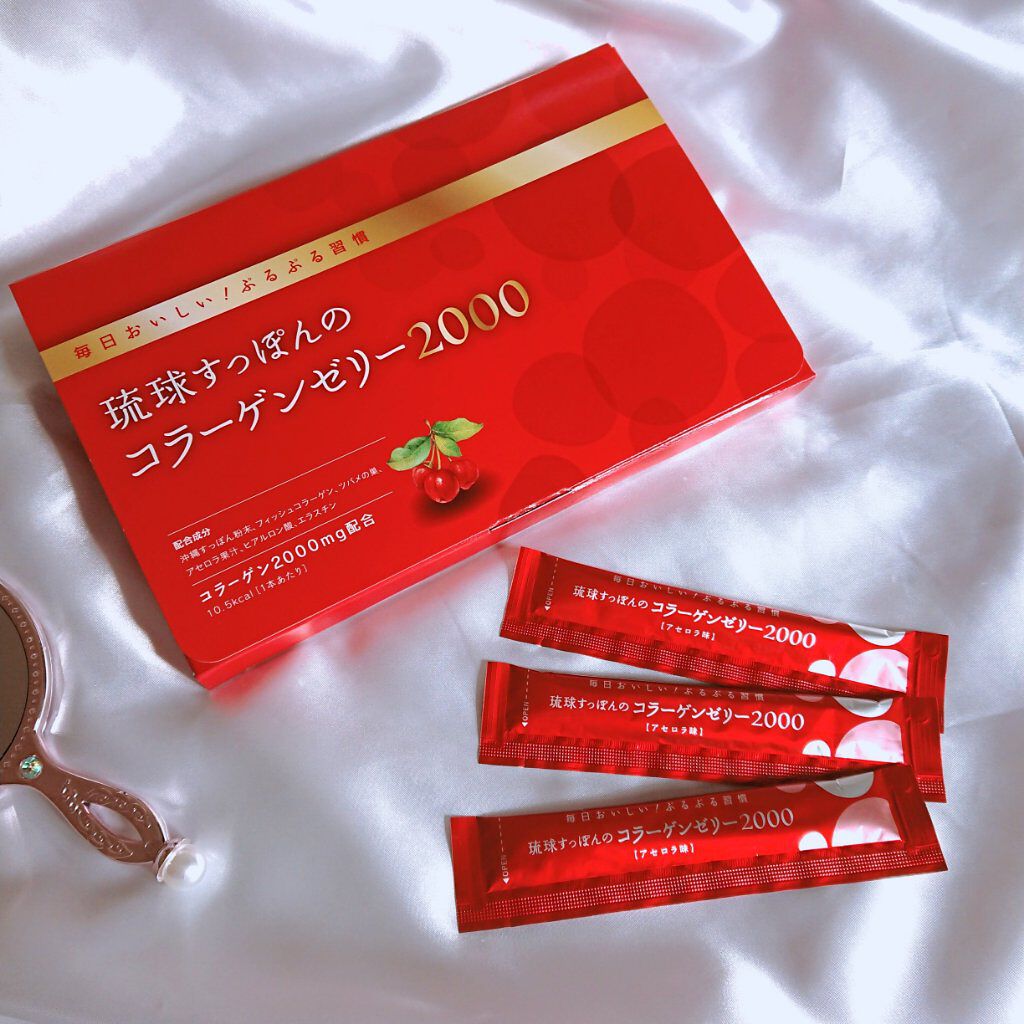 毎日おいしい！ぷるぷる習慣
琉球すっぽんの
コラーゲンゼリー2000
配合成分
沖縄すっぽん粉末、フィッシュコラーゲン、ツバメの巣、
アセロラ果汁、ヒアルロン酸、エラスチン
コラーゲン2000mg配合
10.5kcal［1本あたり］
毎日おいしい！ぷるぷる習慣
琉球すっぽんのコラーゲンゼリー2000
【アセロラ味】
◀OPEN
毎日おいしい！ぷるぷる習慣
琉球すっぽんのコラーゲンゼリー2000
【アセロラ味】
◀OPEN
毎日おいしい！ぷるぷる習慣
琉球すっぽんのコラーゲンゼリー2000
【アセロラ味】
◀OPEN